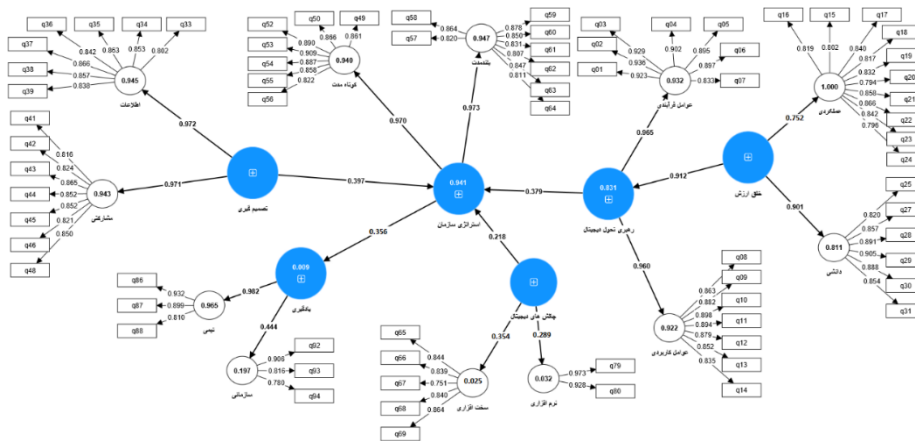 q36
q35
q34
q33
q37
q38
q39
0.842
0.863
0.853
0.862
0.866
0.857
0.838
0.945
اطلاعات
q52
q50
q49
q53
q54
q55
q56
0.890
0.866
0.861
0.909
0.887
0.858
0.822
0.940
کوتاه مدت
q58
q57
q59
q60
q61
q62
q63
q64
0.864
0.820
0.878
0.850
0.831
0.807
0.847
0.811
0.947
بلندمدت
q03
q04
q05
q02
q06
q01
q07
0.929
0.902
0.895
0.936
0.897
0.923
0.833
0.932
عوامل فرآیندی
q16
q15
q17
q18
q19
q20
q21
q22
q23
q24
0.819
0.802
0.840
0.817
0.832
0.794
0.858
0.866
0.842
0.796
1.000
عملکردی
0.972
0.970
0.973
0.965
0.752
q41
q42
q43
q44
q45
q46
q48
0.816
0.824
0.865
0.852
0.852
0.821
0.850
0.943
مشارکتی
0.971
تصمیم گیری
0.397
0.941
استراتژی سازمان
0.379
0.831
رهبری تحول دیجیتال
0.912
خلق ارزش
0.901
q25
q27
q28
q29
q30
q31
0.820
0.857
0.891
0.905
0.888
0.854
0.811
دانشی
0.356
0.218
0.960
q86
q87
q88
0.932
0.899
0.810
0.965
تیمی
0.982
یادگیری
0.444
q92
q93
q94
0.906
0.816
0.780
0.197
سازمانی
چالش های دیجیتال
0.354
0.289
q65
q66
q67
q68
q69
0.844
0.839
0.751
0.840
0.864
0.025
سخت افزاری
q79
q80
0.973
0.928
0.032
نرم افزاری
q08
q09
q10
q11
q12
q13
q14
0.863
0.882
0.898
0.894
0.879
0.852
0.835
0.922
عوامل کاربردی